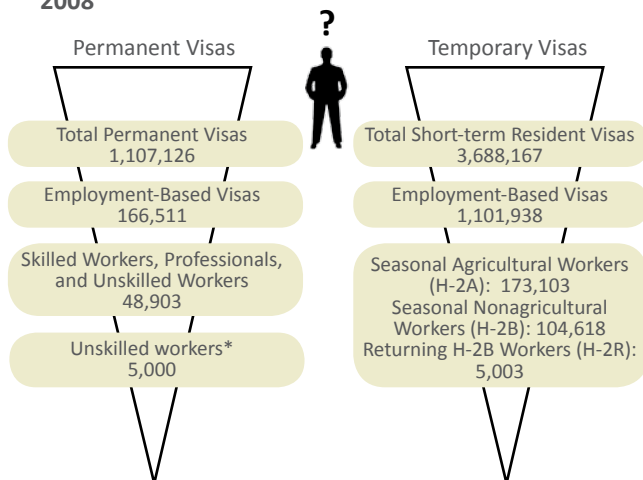 2008
?
Permanent Visas
Total Permanent Visas
1,107,126
Employment-Based Visas
166,511
Skilled Workers, Professionals,
and Unskilled Workers
48,903
Unskilled workers*
5,000
Temporary Visas
Total Short-term Resident Visas
3,688,167
Employment-Based Visas
1,101,938
Seasonal Agricultural Workers
(H-2A): 173,103
Seasonal Nonagricultural
Workers (H-2B): 104,618
Returning H-2B Workers (H-2R):
5,003